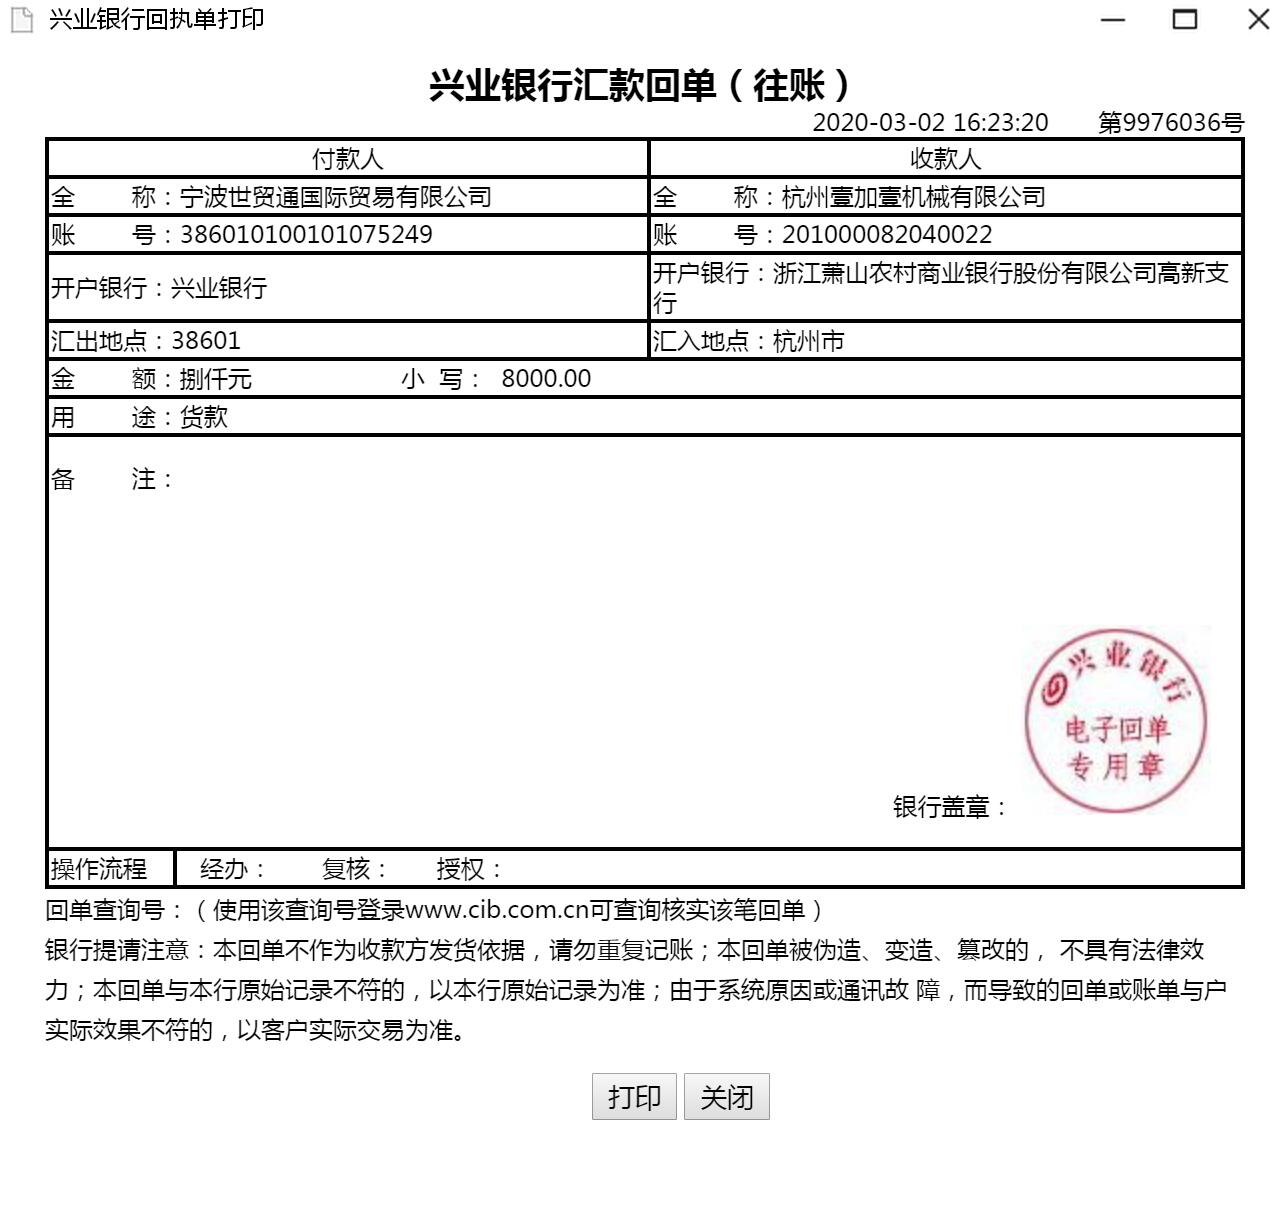 兴业银行回执单打印
兴业银行汇款回单（往账）
2020-03-02 16:23:20 第9976036号
付款人 收款人
全 称：宁波世贸通国际贸易有限公司 全 称：杭州壹加壹机械有限公司
账 号：386010100101075249 账 号：201000082040022
开户银行：兴业银行 开户银行：浙江萧山农村商业银行股份有限公司高新支
行
汇出地点：38601 汇入地点：杭州市
金 额：捌仟元 小 写： 8000.00
用 途：货款
备 注：
兴业银行
电子回单
专用章
银行盖章：
操作流程 经办： 复核： 授权：
回单查询号：（使用该查询号登录www.cib.com.cn可查询核实该笔回单）
银行提请注意：本回单不作为收款方发货依据，请勿重复记账；本回单被伪造、变造、篡改的， 不具有法律效
力；本回单与本行原始记录不符的，以本行原始记录为准；由于系统原因或通讯故 障，而导致的回单或账单与户
实际效果不符的，以客户实际交易为准。
打印 关闭